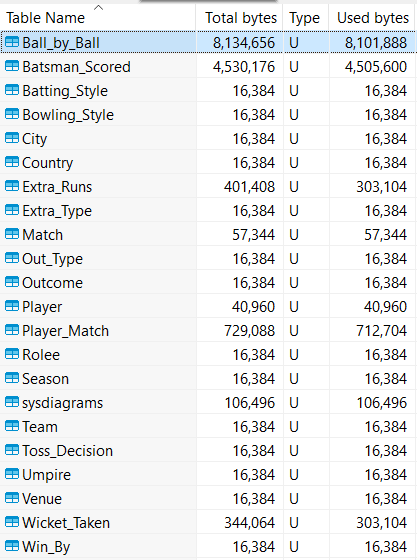 Table Name Total bytes Type Used bytes
Ball_by_Ball 8,134,656 U 8,101,888
Batsman_Scored 4,530,176 U 4,505,600
Batting_Style 16,384 U 16,384
Bowling_Style 16,384 U 16,384
City 16,384 U 16,384
Country 16,384 U 16,384
Extra_Runs 401,408 U 303,104
Extra_Type 16,384 U 16,384
Match 57,344 U 57,344
Out_Type 16,384 U 16,384
Outcome 16,384 U 16,384
Player 40,960 U 40,960
Player_Match 729,088 U 712,704
Rolee 16,384 U 16,384
Season 16,384 U 16,384
sysdiagrams 106,496 U 106,496
Team 16,384 U 16,384
Toss_Decision 16,384 U 16,384
Umpire 16,384 U 16,384
Venue 16,384 U 16,384
Wicket_Taken 344,064 U 303,104
Win_By 16,384 U 16,384